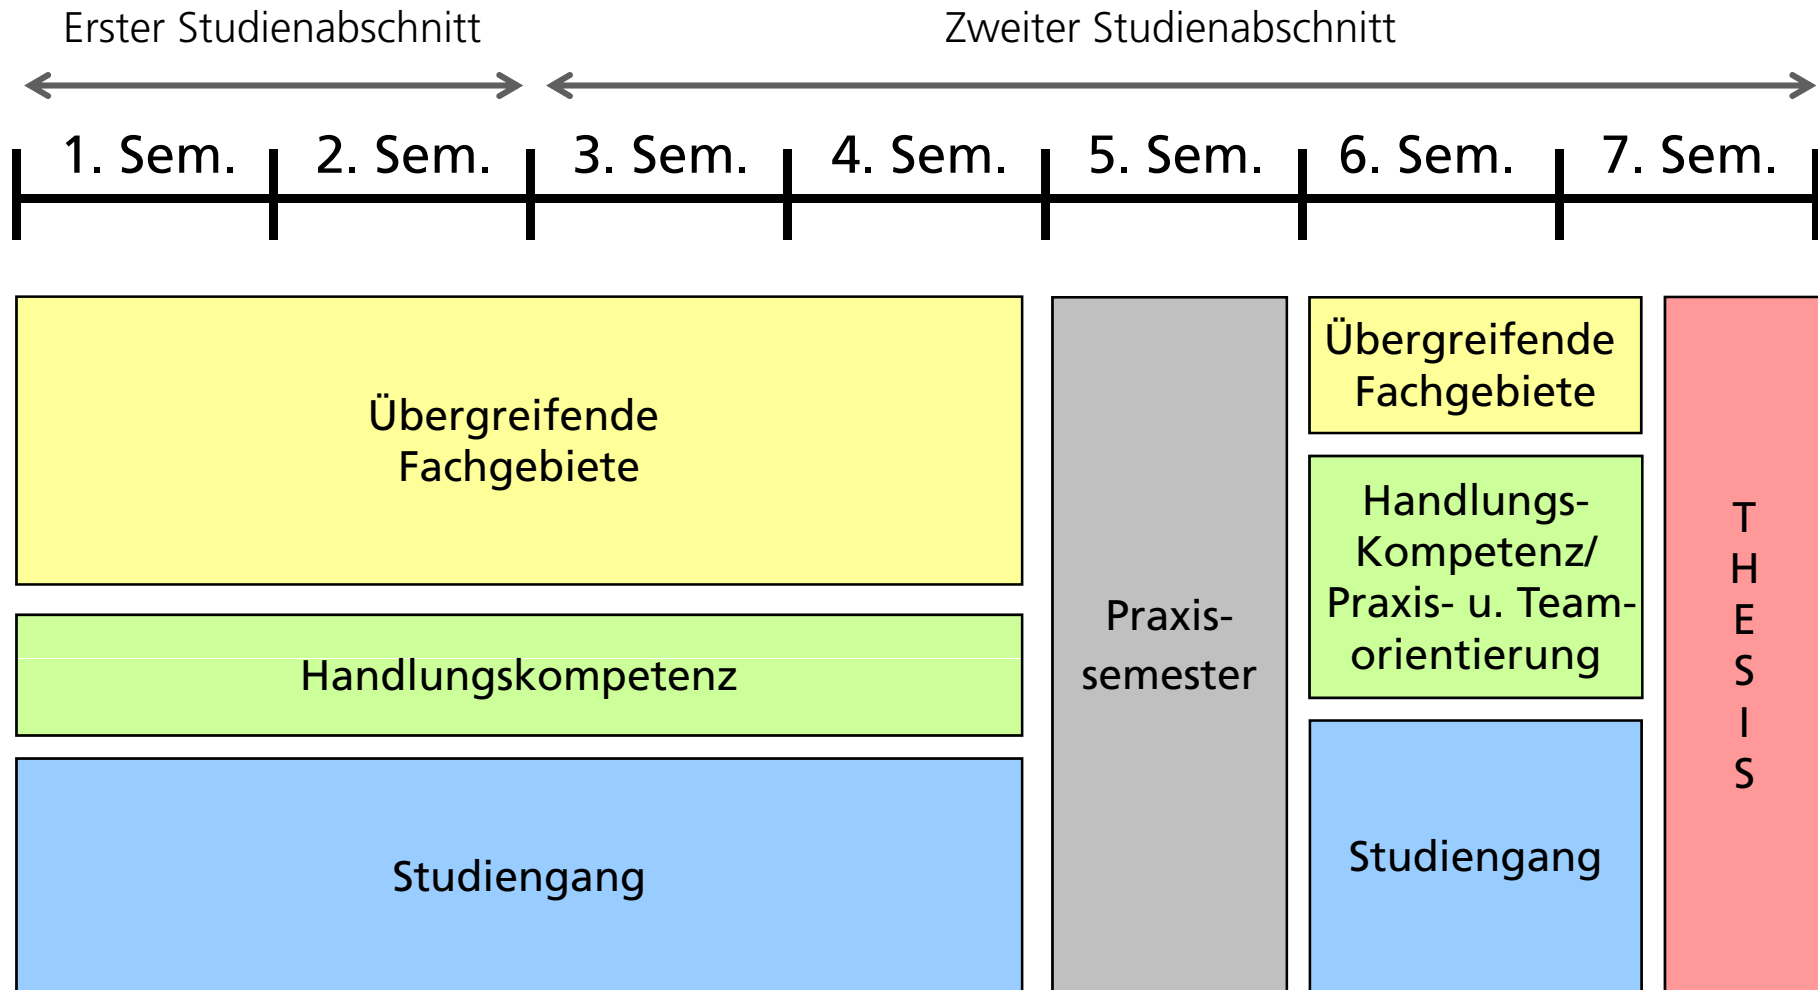 Erster Studienabschnitt
Zweiter Studienabschnitt
1. Sem.
2. Sem.
3. Sem.
4. Sem.
5. Sem.
6. Sem.
7. Sem.
Übergreifende
Fachgebiete
Handlungskompetenz
Studiengang
Praxis-
semester
Übergreifende
Fachgebiete
Handlungs-
Kompetenz/
Praxis- u. Team-
orientierung
Studiengang
T
H
E
S
I
S